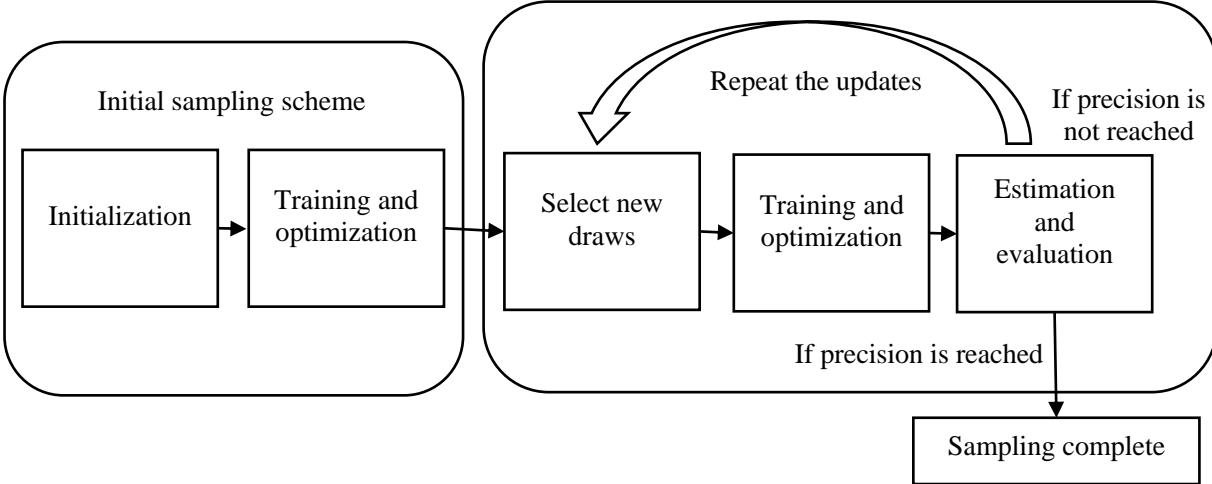 Initial sampling scheme
Initialization
Training and
optimization
Repeat the updates
If precision is
not reached
Select new
draws
Training and
optimization
Estimation
and
evaluation
If precision is reached
Sampling complete